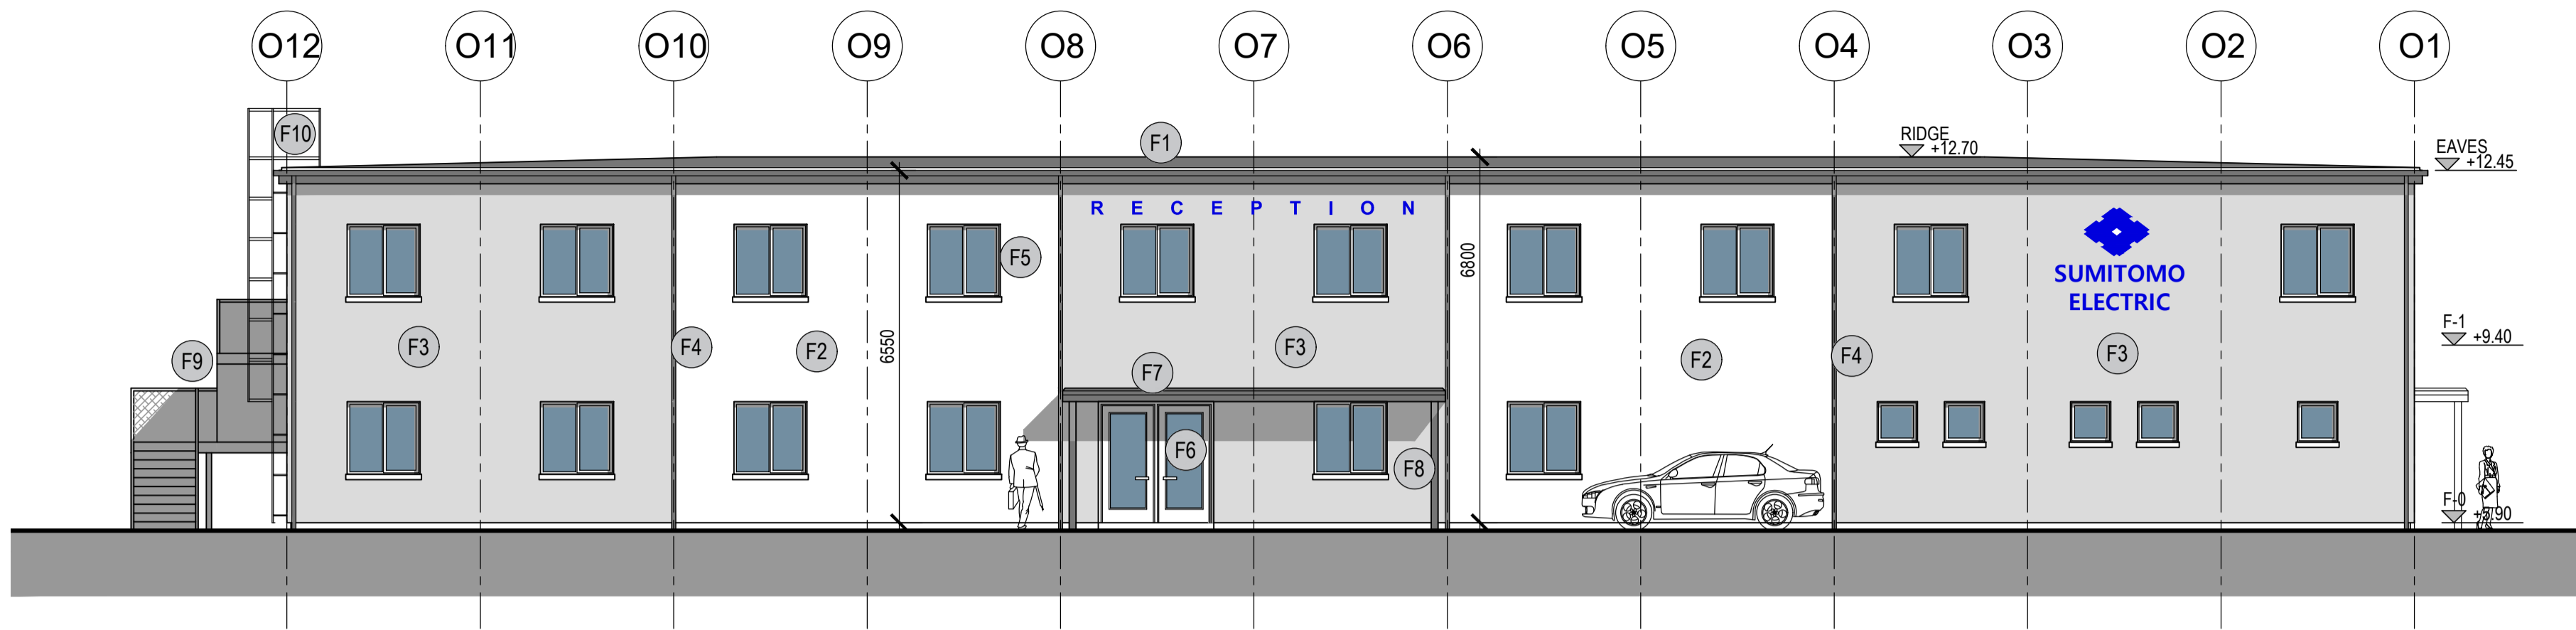 O12 O11 O10 O9 O8 O7 O6 O5 O4 O3 O2 O1
F10
F1
RIDGE
+12.70
EAVES
+12.45
R E C E P T I O N
F5
6800
SUMITOMO
ELECTRIC
F-1
+9.40
F9
F3
F4
F2
6550
F7
F3
F2
F4
F3
F6
F8
F-0
+5.90